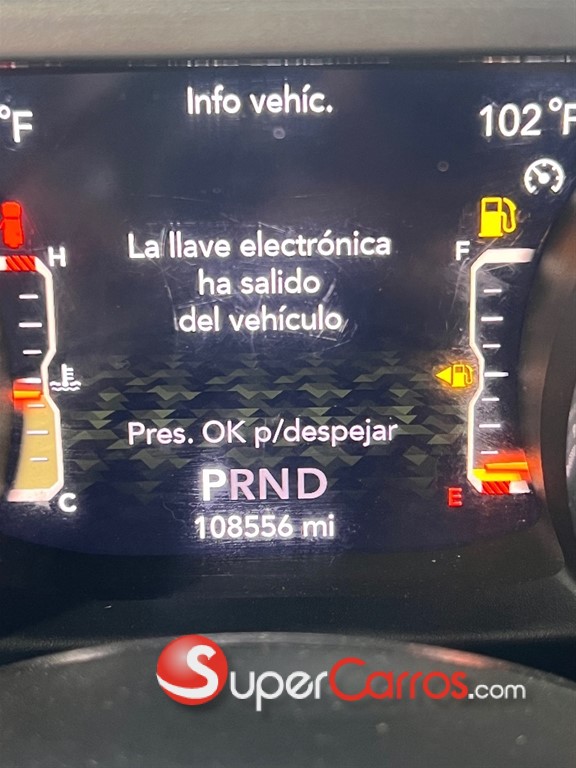 Info vehíc.
°F
102 °F
La llave electrónica
ha salido
del vehículo
H
F
Pres. OK p/despejar
PRND
C
E
108556 mi
SuperCarros.com